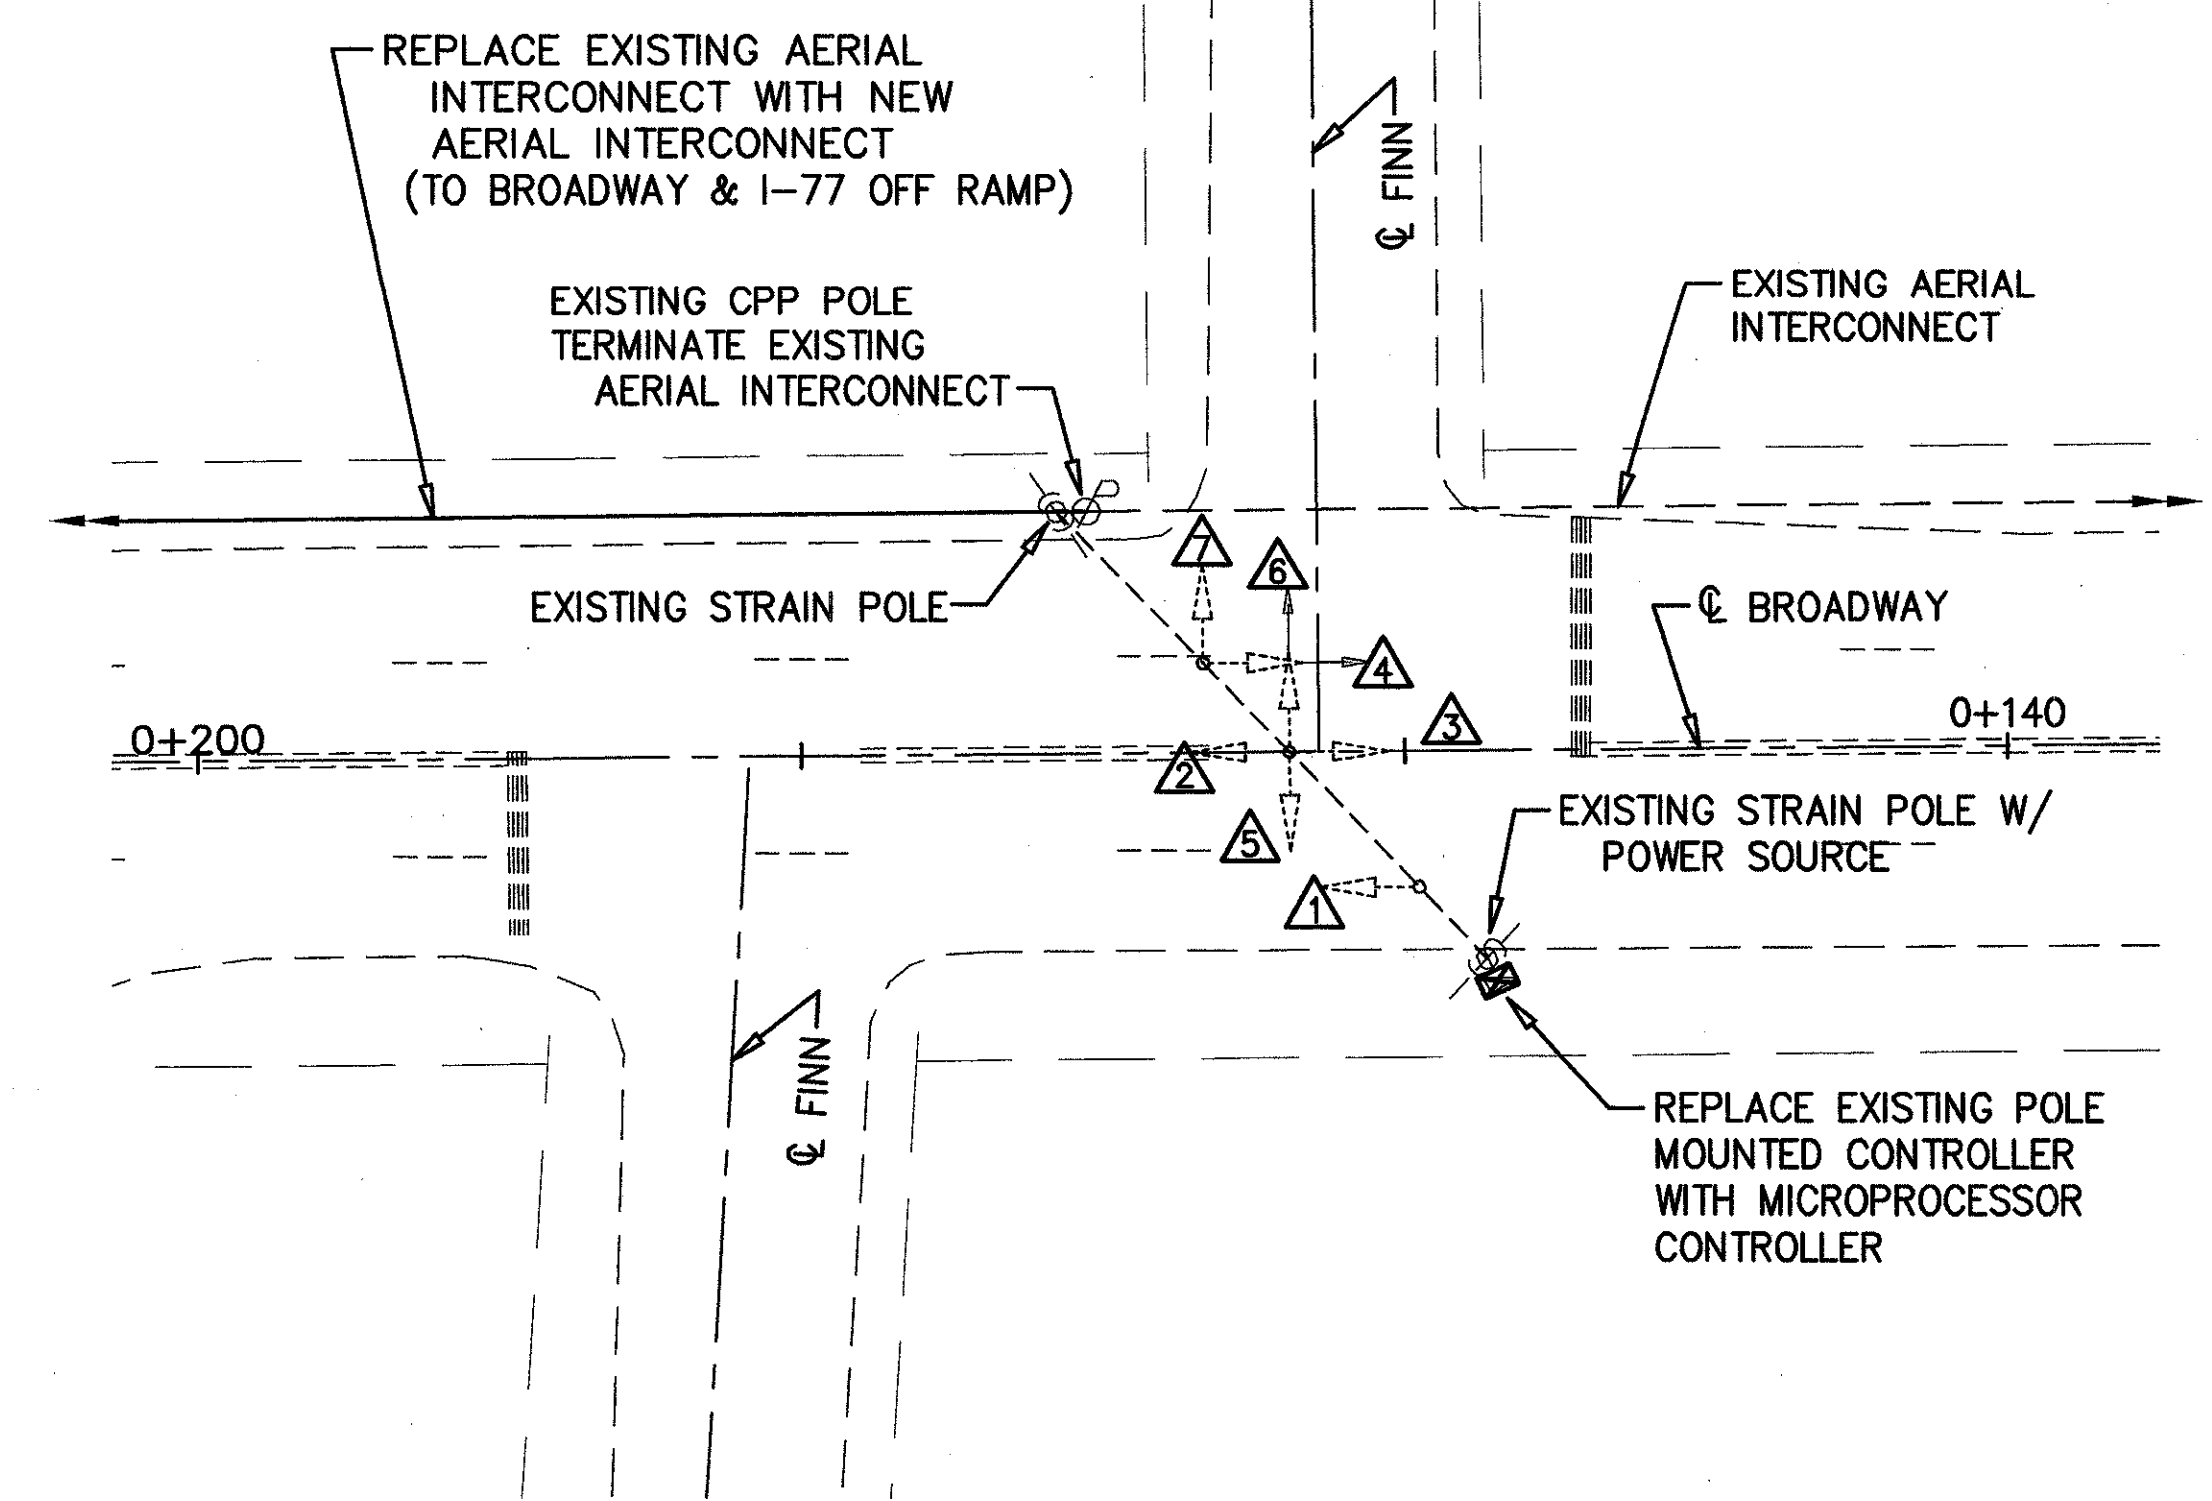 REPLACE EXISTING AERIAL
INTERCONNECT WITH NEW
AERIAL INTERCONNECT
(TO BROADWAY & I-77 OFF RAMP)
℄ FINN
EXISTING CPP POLE
TERMINATE EXISTING
AERIAL INTERCONNECT
EXISTING AERIAL
INTERCONNECT
7
6
EXISTING STRAIN POLE
℄ BROADWAY
4
3
0+200
0+140
2
5
1
EXISTING STRAIN POLE W/
POWER SOURCE
℄ FINN
REPLACE EXISTING POLE
MOUNTED CONTROLLER
WITH MICROPROCESSOR
CONTROLLER